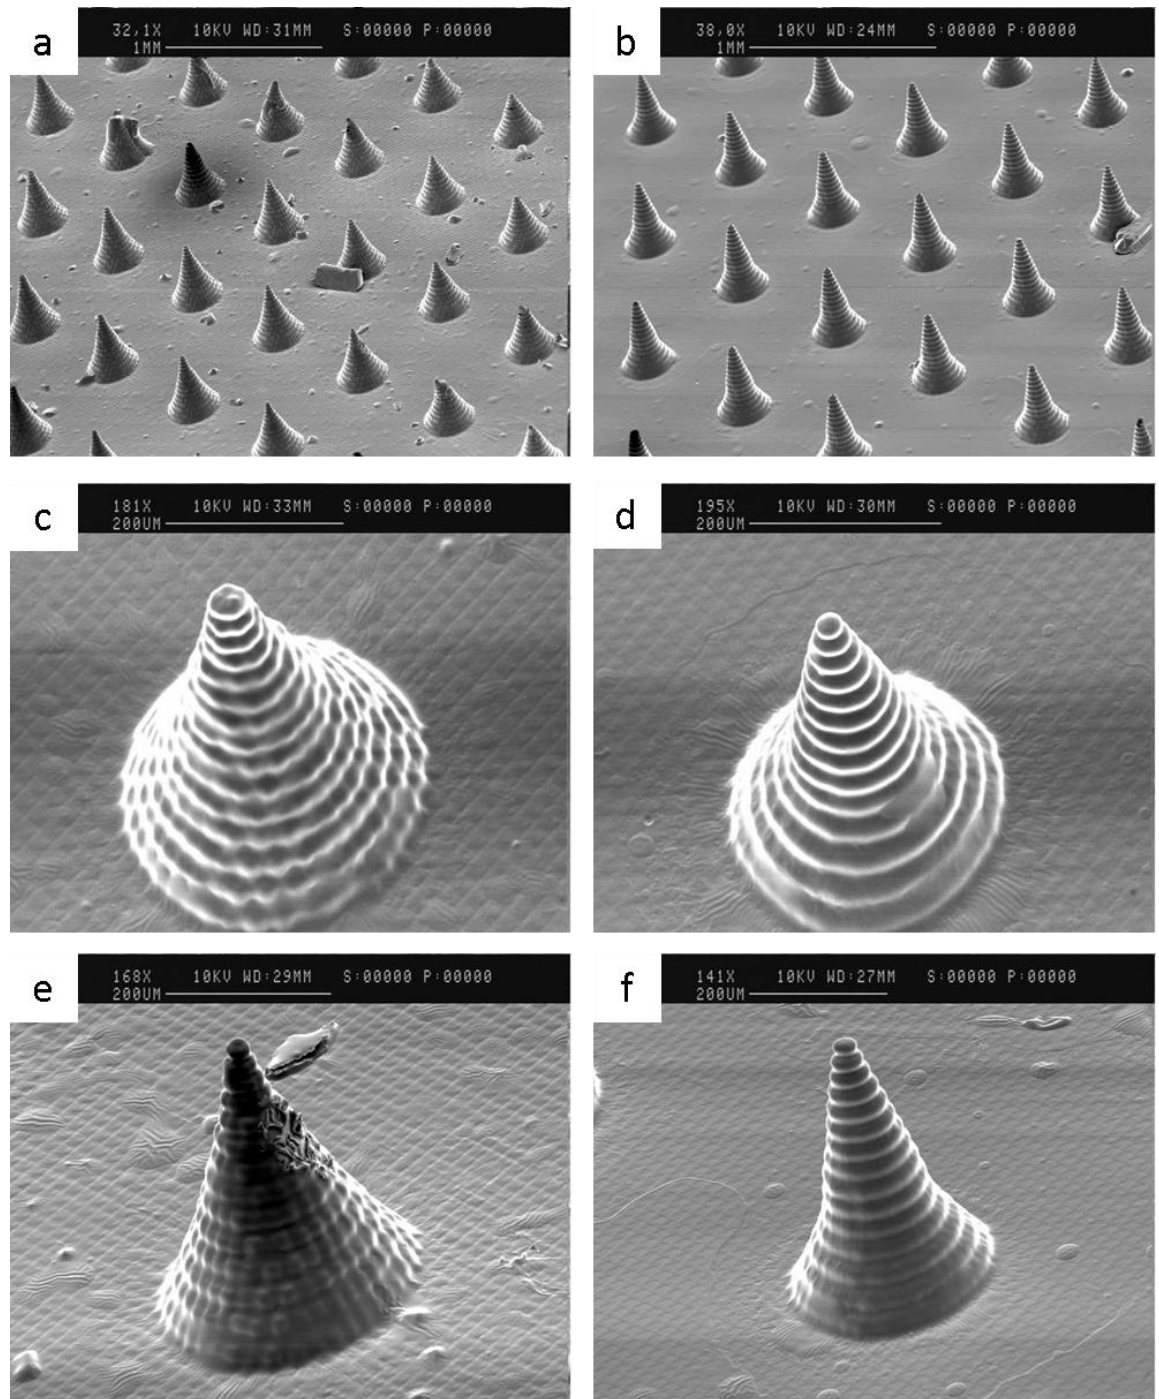 a
32,1X 10KV WD:31MM S:00000 P:00000
1MM
b
38,0X 10KV WD:24MM S:00000 P:00000
1MM
c
181X 10KV WD:33MM S:00000 P:00000
200UM
d
195X 10KV WD:30MM S:00000 P:00000
200UM
e
168X 10KV WD:29MM S:00000 P:00000
200UM
f
141X 10KV WD:27MM S:00000 P:00000
200UM